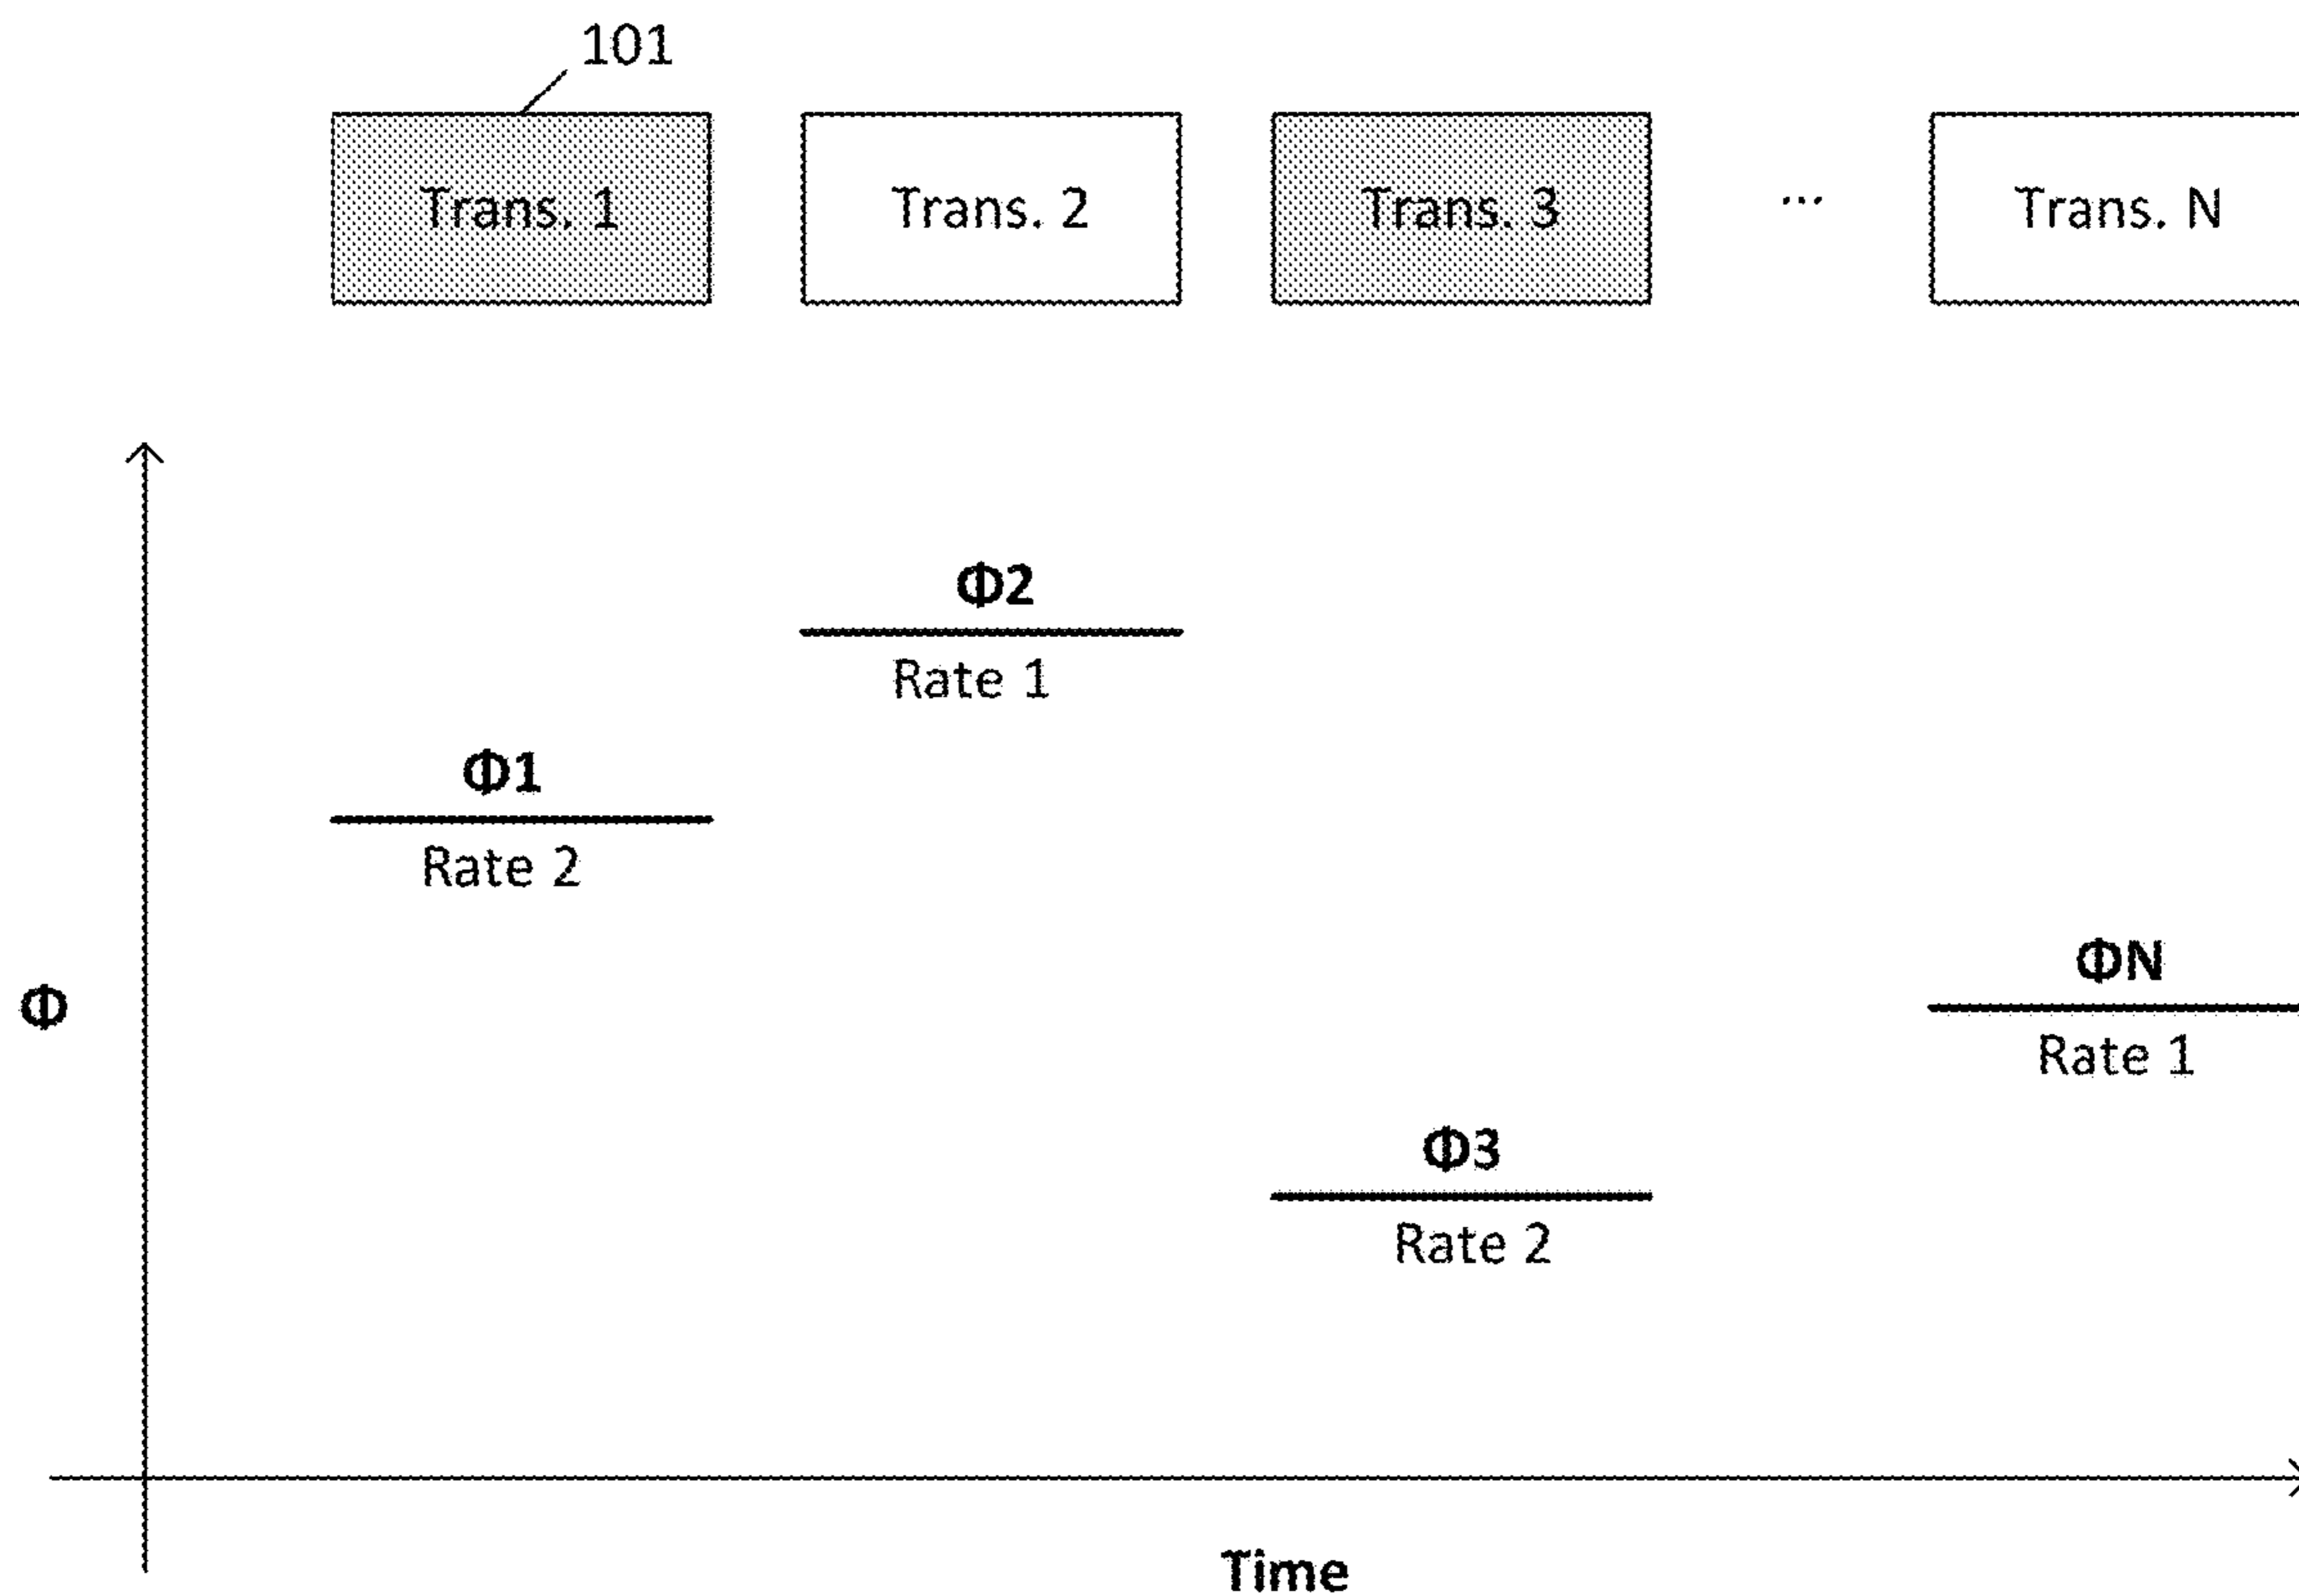 101
Trans. 1
Trans. 2
Trans. 3
...
Trans. N
Φ2
Rate 1
Φ1
Rate 2
ΦN
Rate 1
Φ
Φ3
Rate 2
Time